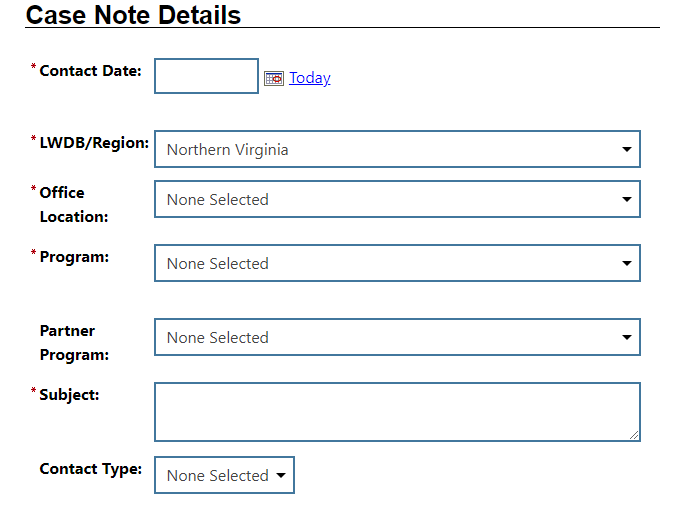 Case Note Details
* Contact Date:
Today
* LWDB/Region: Northern Virginia
* Office
Location:
None Selected
* Program: None Selected
Partner
Program:
None Selected
* Subject:
Contact Type: None Selected